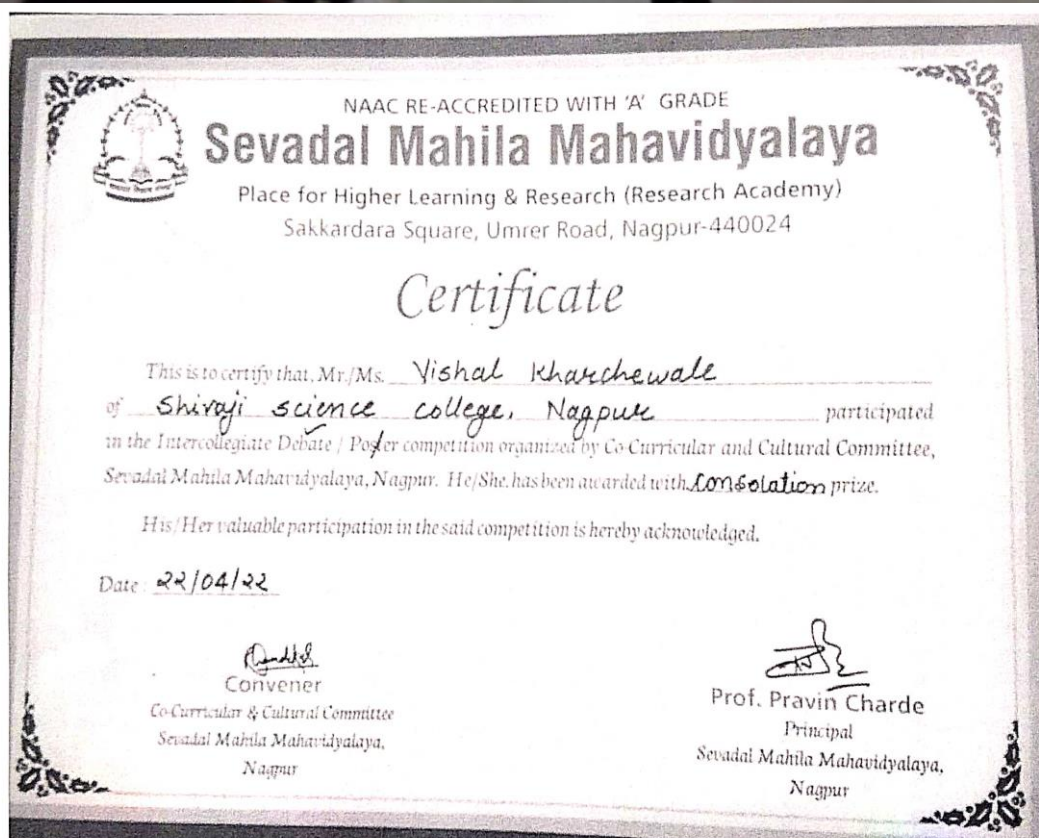 NAAC RE-ACCREDITED WITH 'A' GRADE
Sevadal Mahila Mahavidyalaya
Place for Higher Learning & Research (Research Academy)
Sakkardara Square, Umrer Road, Nagpur-440024
Certificate
This is to certify that, Mr./Ms. Vishal Kharchewale
of Shivaji science college, Nagpur participated
in the Intercollegiate Debate / Poster competition organized by Co-Curricular and Cultural Committee,
Sevadal Mahila Mahavidyalaya, Nagpur. He/She has been awarded with Consolation prize.
His/Her valuable participation in the said competition is hereby acknowledged.
Date : 22/04/22
Convener
Co-Curricular & Cultural Committee
Sevadal Mahila Mahavidyalaya,
Nagpur
Prof. Pravin Charde
Principal
Sevadal Mahila Mahavidyalaya,
Nagpur